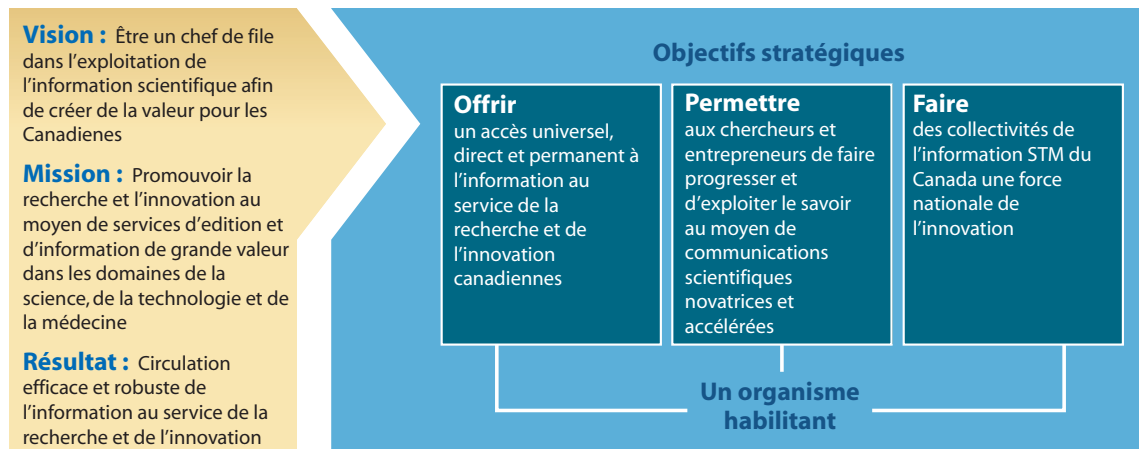 Vision : Être un chef de file
dans l'exploitation de
l'information scientifique afin
de créer de la valeur pour les
Canadienes
Mission : Promouvoir la
recherche et l'innovation au
moyen de services d'edition et
d'information de grande valeur
dans les domaines de la
science, de la technologie et de
la médecine
Résultat : Circulation
efficace et robuste de
l'information au service de la
recherche et de l'innovation
Objectifs stratégiques
Offrir
un accès universel,
direct et permanent à
l'information au
service de la
recherche et de
l'innovation
canadiennes
Permettre
aux chercheurs et
entrepreneurs de faire
progresser et
d'exploiter le savoir
au moyen de
communications
scientifiques
novatrices et
accélérées
Faire
des collectivités de
l'information STM du
Canada une force
nationale de
l'innovation
Un organisme
habilitant